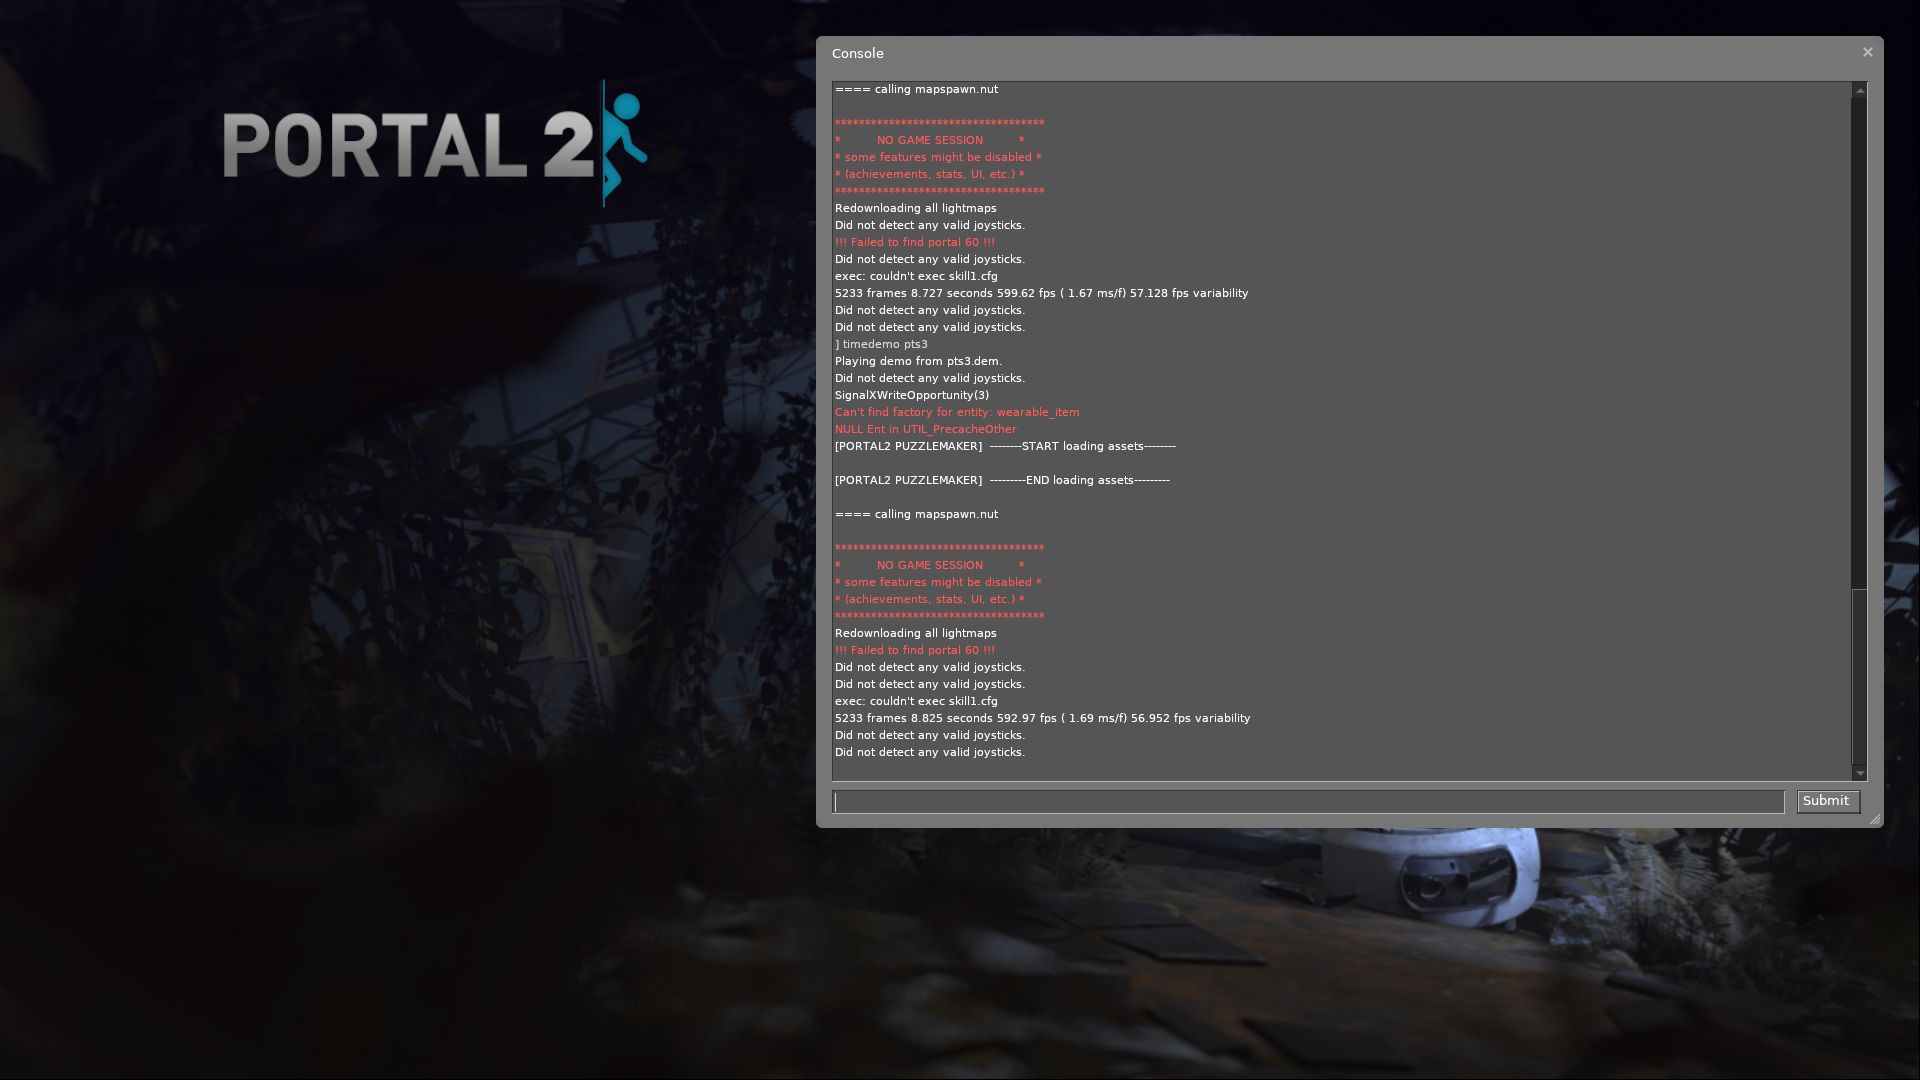 PORTAL 2
Console
==== calling mapspawn.nut
***********************************
* NO GAME SESSION *
* some features might be disabled *
* (achievements, stats, UI, etc.) *
***********************************
Redownloading all lightmaps
Did not detect any valid joysticks.
!!! Failed to find portal 60 !!!
Did not detect any valid joysticks.
exec: couldn't exec skill1.cfg
5233 frames 8.727 seconds 599.62 fps ( 1.67 ms/f) 57.128 fps variability
Did not detect any valid joysticks.
Did not detect any valid joysticks.
] timedemo pts3
Playing demo from pts3.dem.
Did not detect any valid joysticks.
SignalXWriteOpportunity(3)
Can't find factory for entity: wearable_item
NULL Ent in UTIL_PrecacheOther
[PORTAL2 PUZZLEMAKER] --------START loading assets--------
[PORTAL2 PUZZLEMAKER] ---------END loading assets---------
==== calling mapspawn.nut
***********************************
* NO GAME SESSION *
* some features might be disabled *
* (achievements, stats, UI, etc.) *
***********************************
Redownloading all lightmaps
!!! Failed to find portal 60 !!!
Did not detect any valid joysticks.
Did not detect any valid joysticks.
exec: couldn't exec skill1.cfg
5233 frames 8.825 seconds 592.97 fps ( 1.69 ms/f) 56.952 fps variability
Did not detect any valid joysticks.
Did not detect any valid joysticks.
Submit